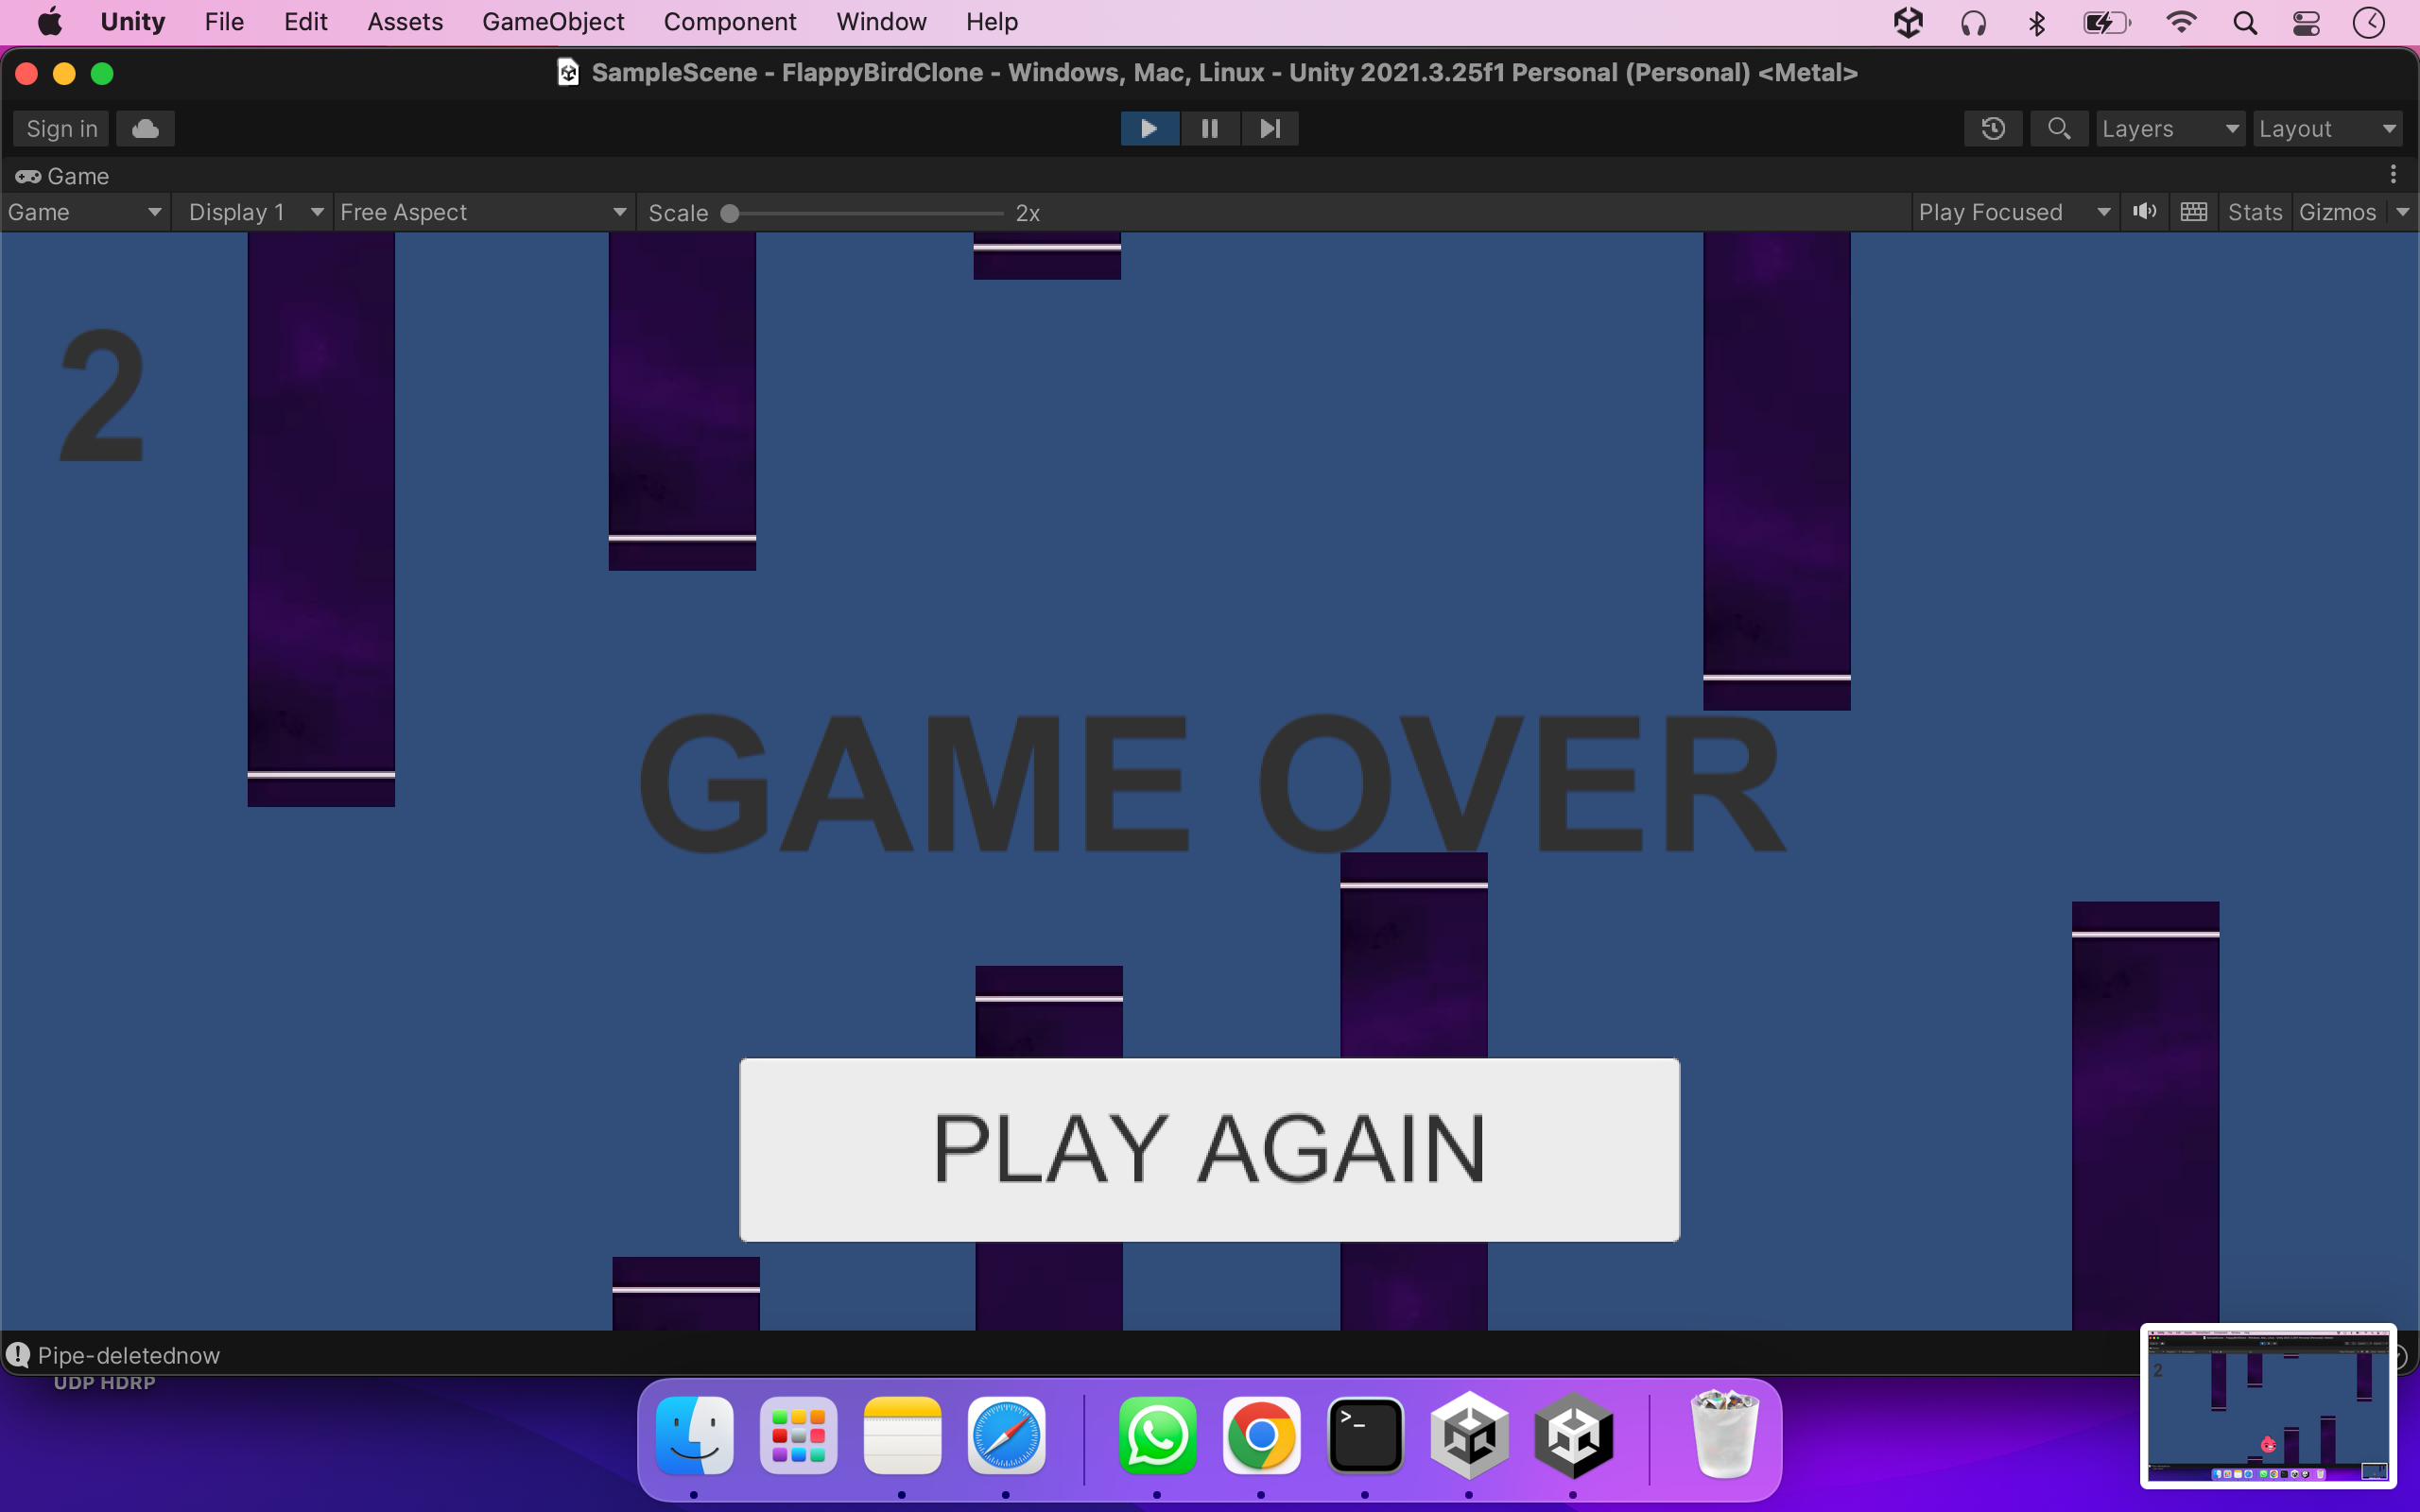 Unity File Edit Assets GameObject Component Window Help
SampleScene - FlappyBirdClone - Windows, Mac, Linux - Unity 2021.3.25f1 Personal (Personal) <Metal>
Sign in Layers Layout
Game
Game Display 1 Free Aspect Scale 2x Play Focused Stats Gizmos
2
GAME OVER
PLAY AGAIN
Pipe-deletednow
UDP HDRP
2